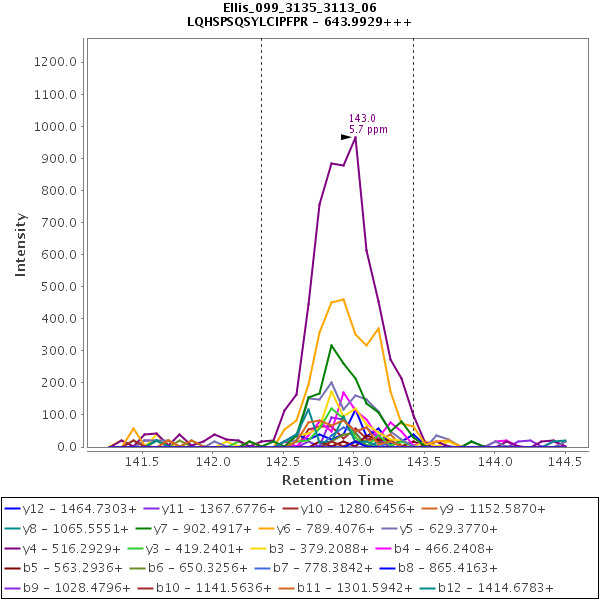 Ellis_099_3135_3113_06
LQHSPSQSYLCIPFPR - 643.9929+++
143.0
5.7 ppm
1200.0
1100.0
1000.0
900.0
800.0
700.0
600.0
500.0
400.0
300.0
200.0
100.0
0.0
Intensity
141.5 142.0 142.5 143.0 143.5 144.0 144.5
Retention Time
y12 - 1464.7303+ y11 - 1367.6776+ y10 - 1280.6456+ y9 - 1152.5870+
y8 - 1065.5551+ y7 - 902.4917+ y6 - 789.4076+ y5 - 629.3770+
y4 - 516.2929+ y3 - 419.2401+ b3 - 379.2088+ b4 - 466.2408+
b5 - 563.2936+ b6 - 650.3256+ b7 - 778.3842+ b8 - 865.4163+
b9 - 1028.4796+ b10 - 1141.5636+ b11 - 1301.5942+ b12 - 1414.6783+